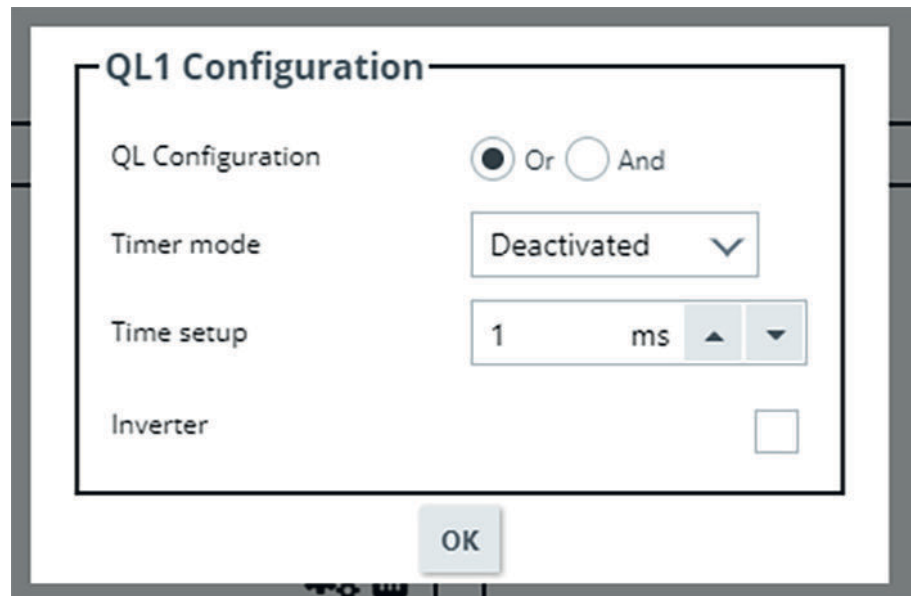 QL1 Configuration
QL Configuration Or And
Timer mode Deactivated
Time setup 1 ms
Inverter
OK